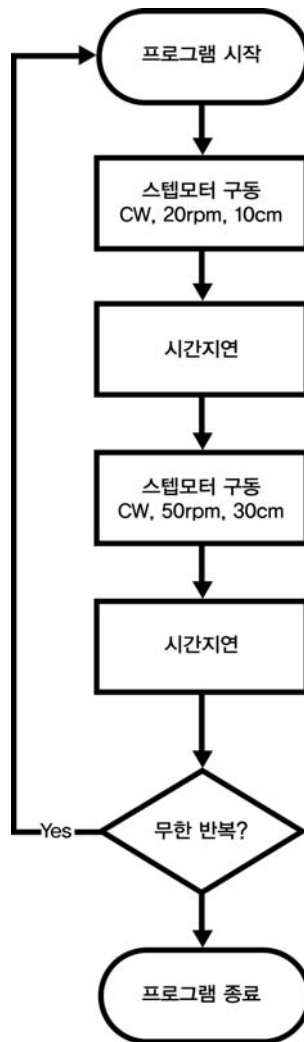 프로그램 시작
스텝모터 구동
CW, 20rpm, 10cm
시간지연
스텝모터 구동
CW, 50rpm, 30cm
시간지연
무한 반복?
Yes
프로그램 종료